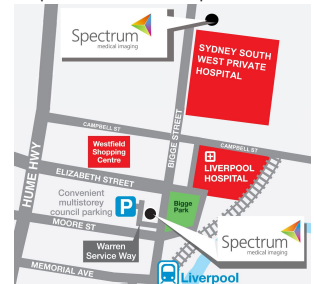 Spectrum
medical imaging
SYDNEY SOUTH
WEST PRIVATE
HOSPITAL
CAMPBELL ST
CAMPBELL ST
BIGGE STREET
Westfield
Shopping
Centre
HUME HWY
ELIZABETH STREET
LIVERPOOL
HOSPITAL
Convenient
multistorey
council parking
P
Bigge
Park
MOORE ST
Warren
Service Way
Spectrum
medical imaging
MEMORIAL AVE
Liverpool